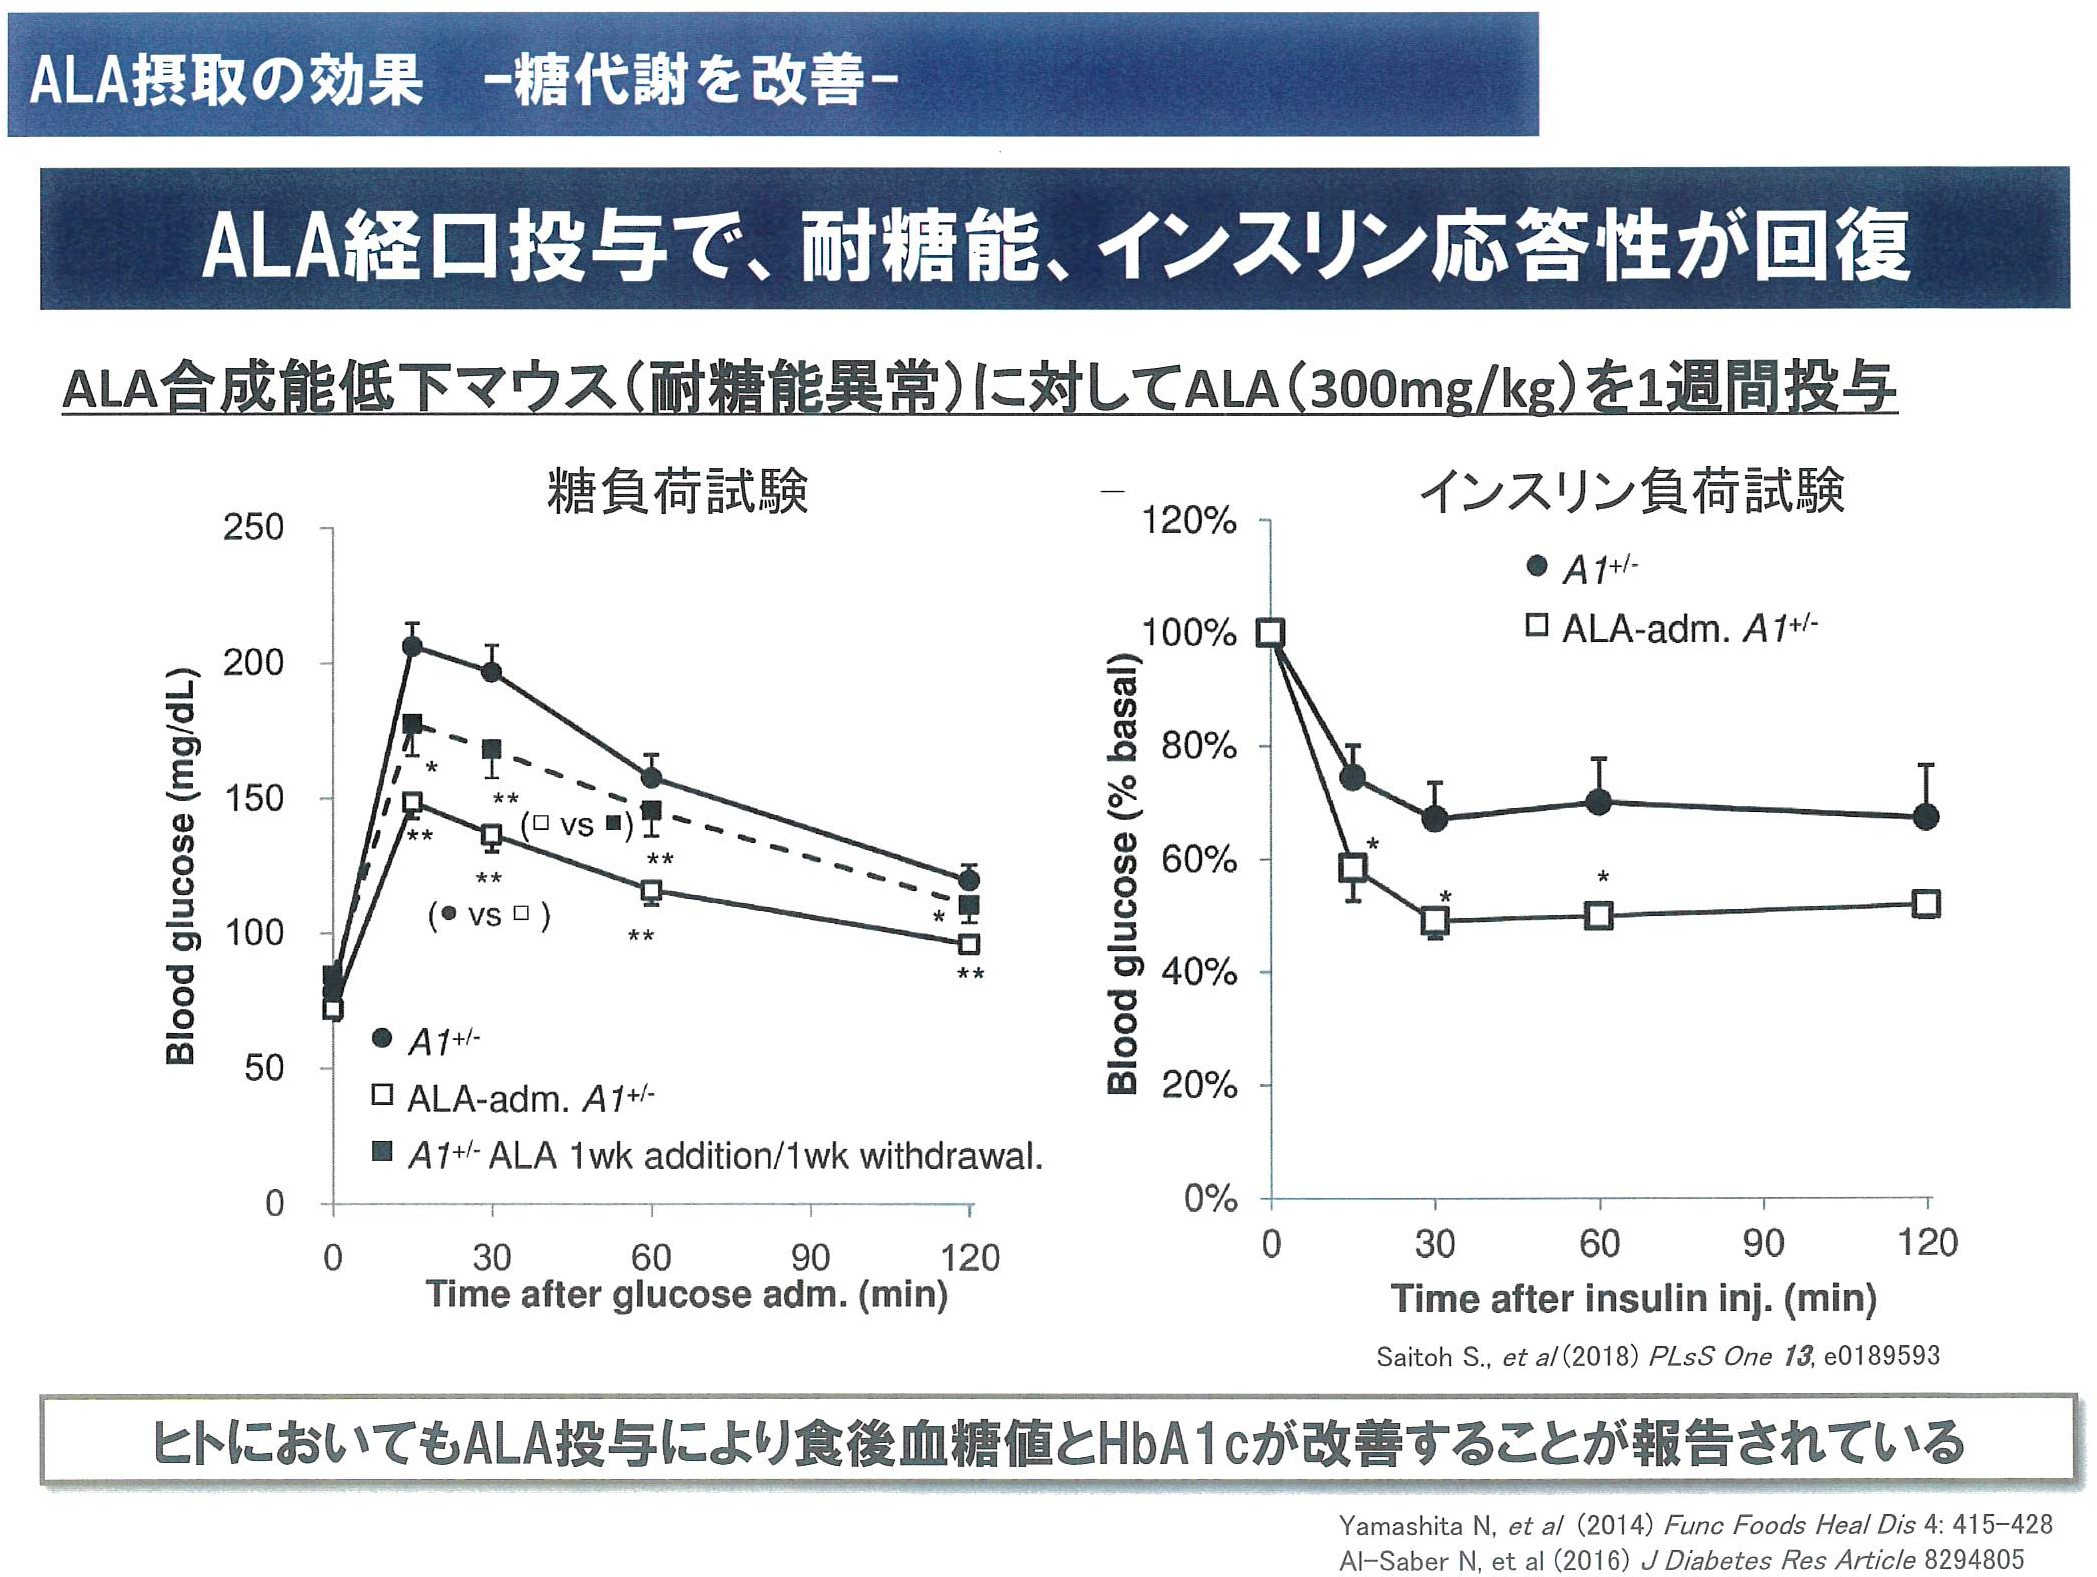 ALA摂取の効果　-糖代謝を改善-
ALA経口投与で、耐糖能、インスリン応答性が回復
ALA合成能低下マウス（耐糖能異常）に対してALA（300mg/kg）を1週間投与
糖負荷試験
Blood glucose (mg/dL)
250
200
150
100
50
0
*
**
(□ vs ■)
**
**
**
(● vs □ )
**
*
**
● A1+/-
□ ALA-adm. A1+/-
■ A1+/- ALA 1wk addition/1wk withdrawal.
0 30 60 90 120
Time after glucose adm. (min)
インスリン負荷試験
Blood glucose (% basal)
120%
100%
80%
60%
40%
20%
0%
● A1+/-
□ ALA-adm. A1+/-
*
*
*
0 30 60 90 120
Time after insulin inj. (min)
Saitoh S., et al (2018) PLsS One 13, e0189593
ヒトにおいてもALA投与により食後血糖値とHbA1cが改善することが報告されている
Yamashita N, et al (2014) Func Foods Heal Dis 4: 415-428
Al-Saber N, et al (2016) J Diabetes Res Article 8294805